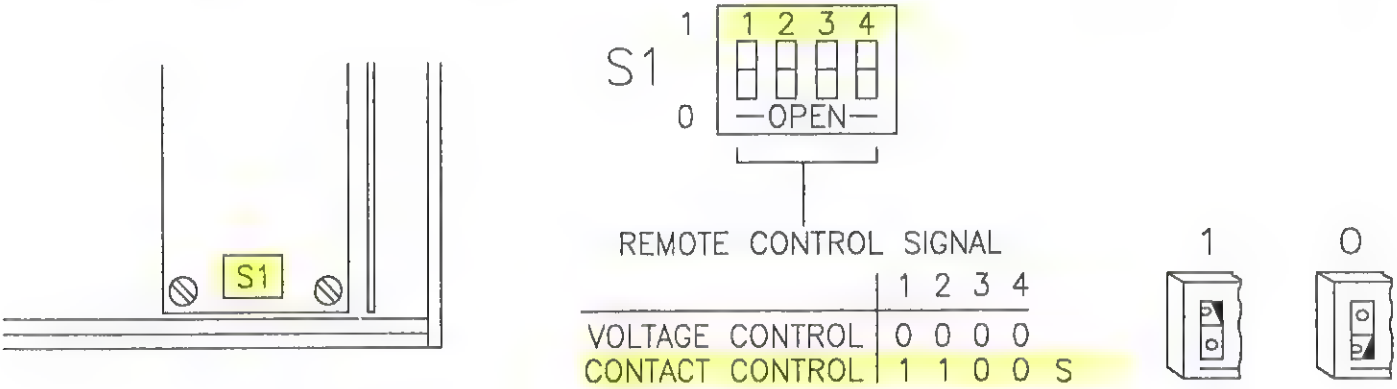 1
1 2 3 4
S1
0
OPEN
S1
REMOTE CONTROL SIGNAL
1 2 3 4
VOLTAGE CONTROL 0 0 0 0
CONTACT CONTROL 1 1 0 0 S
1 0